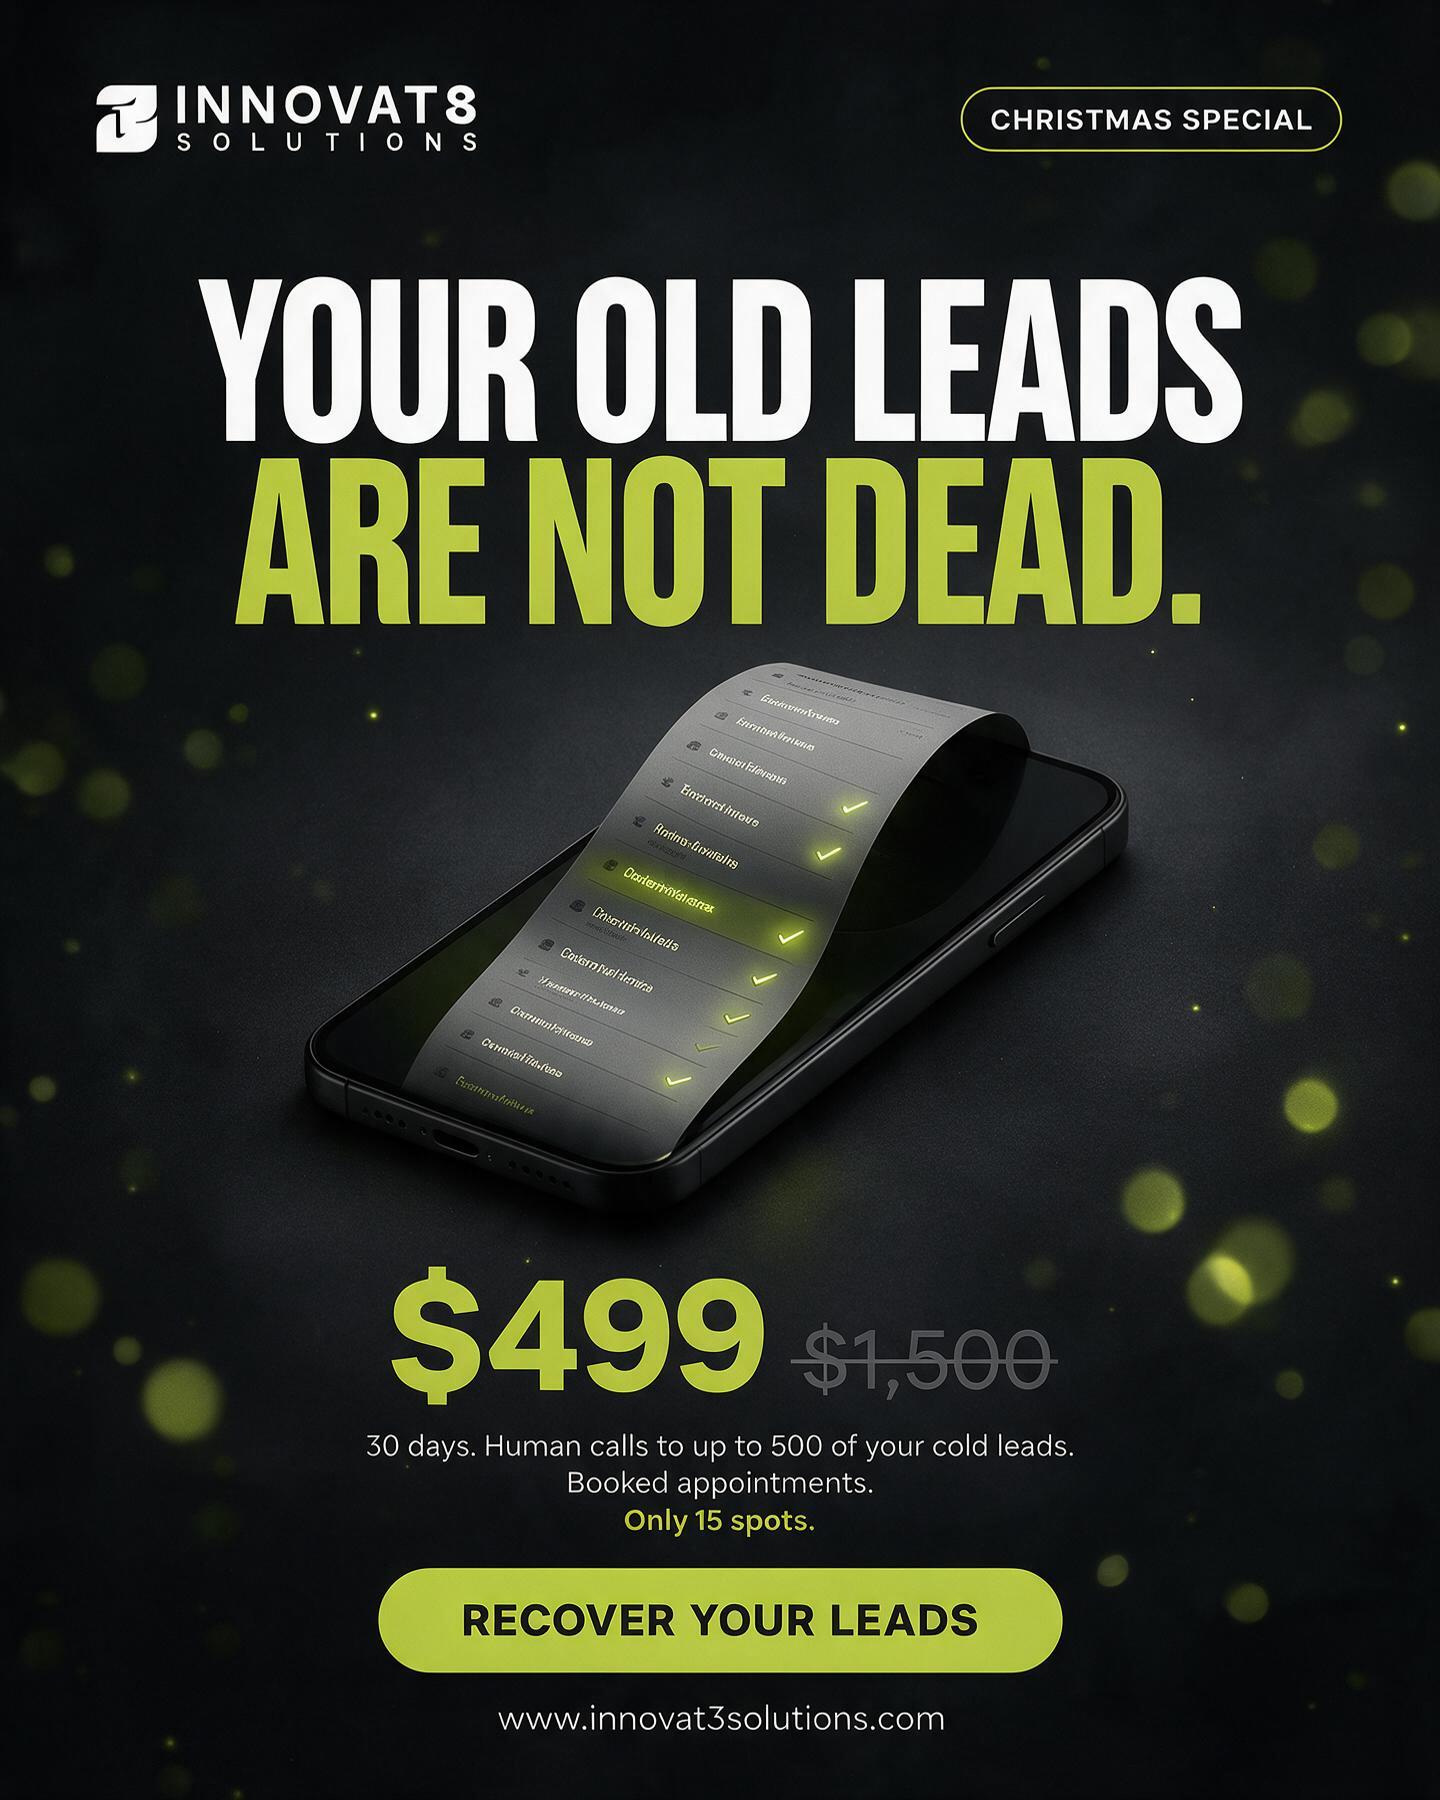 INNOVAT8
SOLUTIONS
CHRISTMAS SPECIAL
YOUR OLD LEADS
ARE NOT DEAD.
$499 $1,500
30 days. Human calls to up to 500 of your cold leads.
Booked appointments.
Only 15 spots.
RECOVER YOUR LEADS
www.innovat3solutions.com